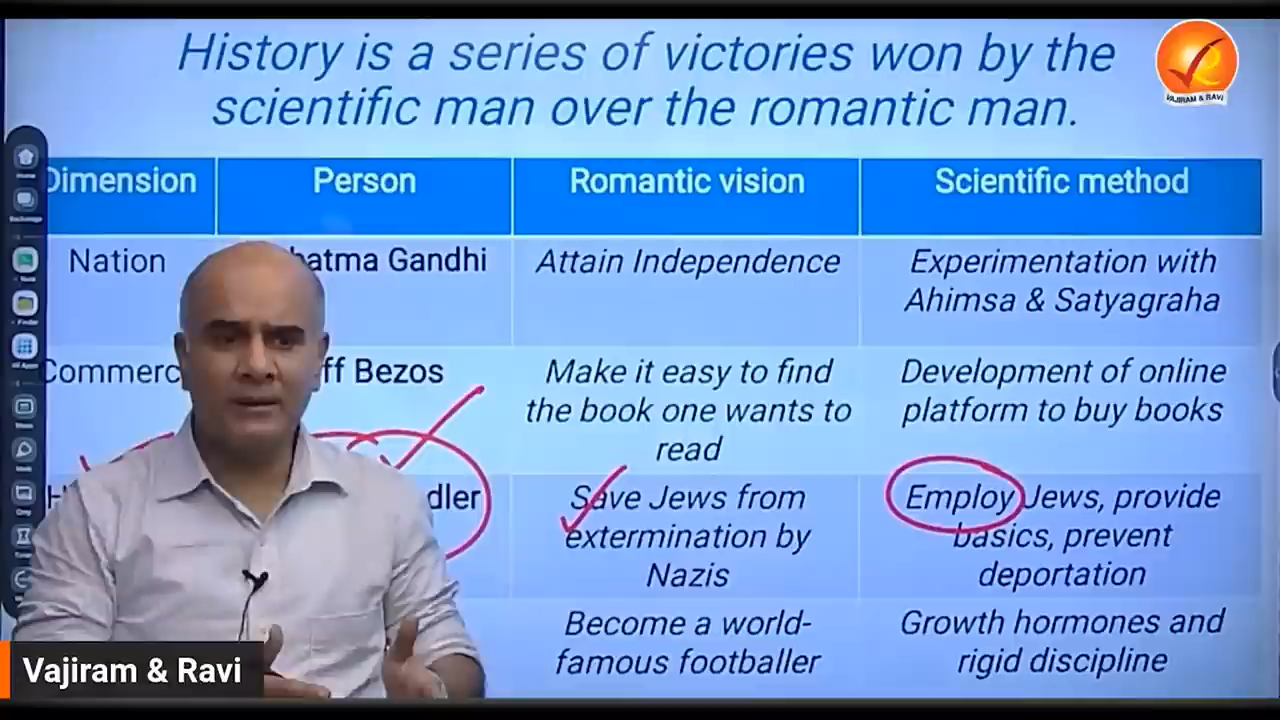 History is a series of victories won by the
scientific man over the romantic man.
VAJIRAM & RAVI
Dimension Person Romantic vision Scientific method
Nation hatma Gandhi Attain Independence Experimentation with
Ahimsa & Satyagraha
Commerc ff Bezos Make it easy to find Development of online
the book one wants to platform to buy books
read
H dler Save Jews from Employ Jews, provide
extermination by basics, prevent
Nazis deportation
Become a world- Growth hormones and
famous footballer rigid discipline
Home
Finder
Vajiram & Ravi